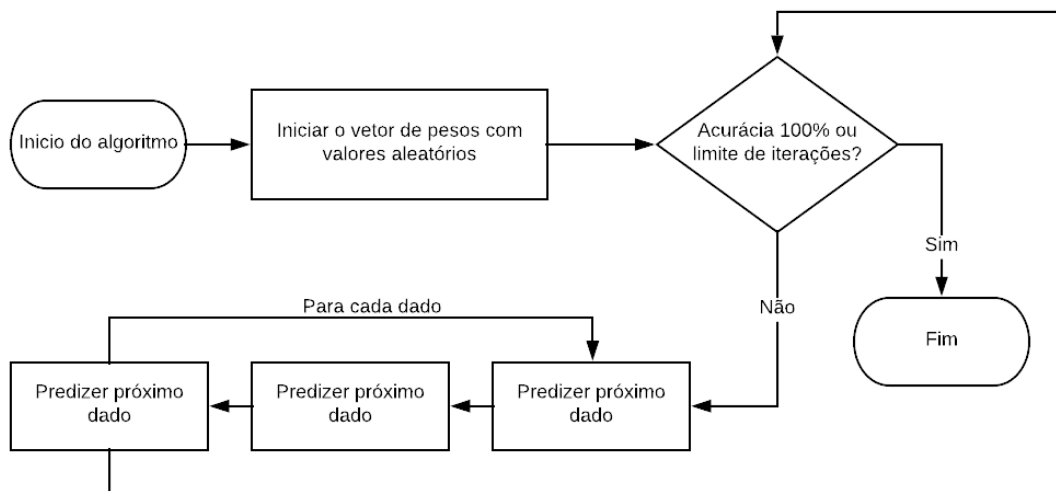 Inicio do algoritmo
Iniciar o vetor de pesos com
valores aleatórios
Acurácia 100% ou
limite de iterações?
Sim
Não
Fim
Para cada dado
Predizer próximo
dado
Predizer próximo
dado
Predizer próximo
dado